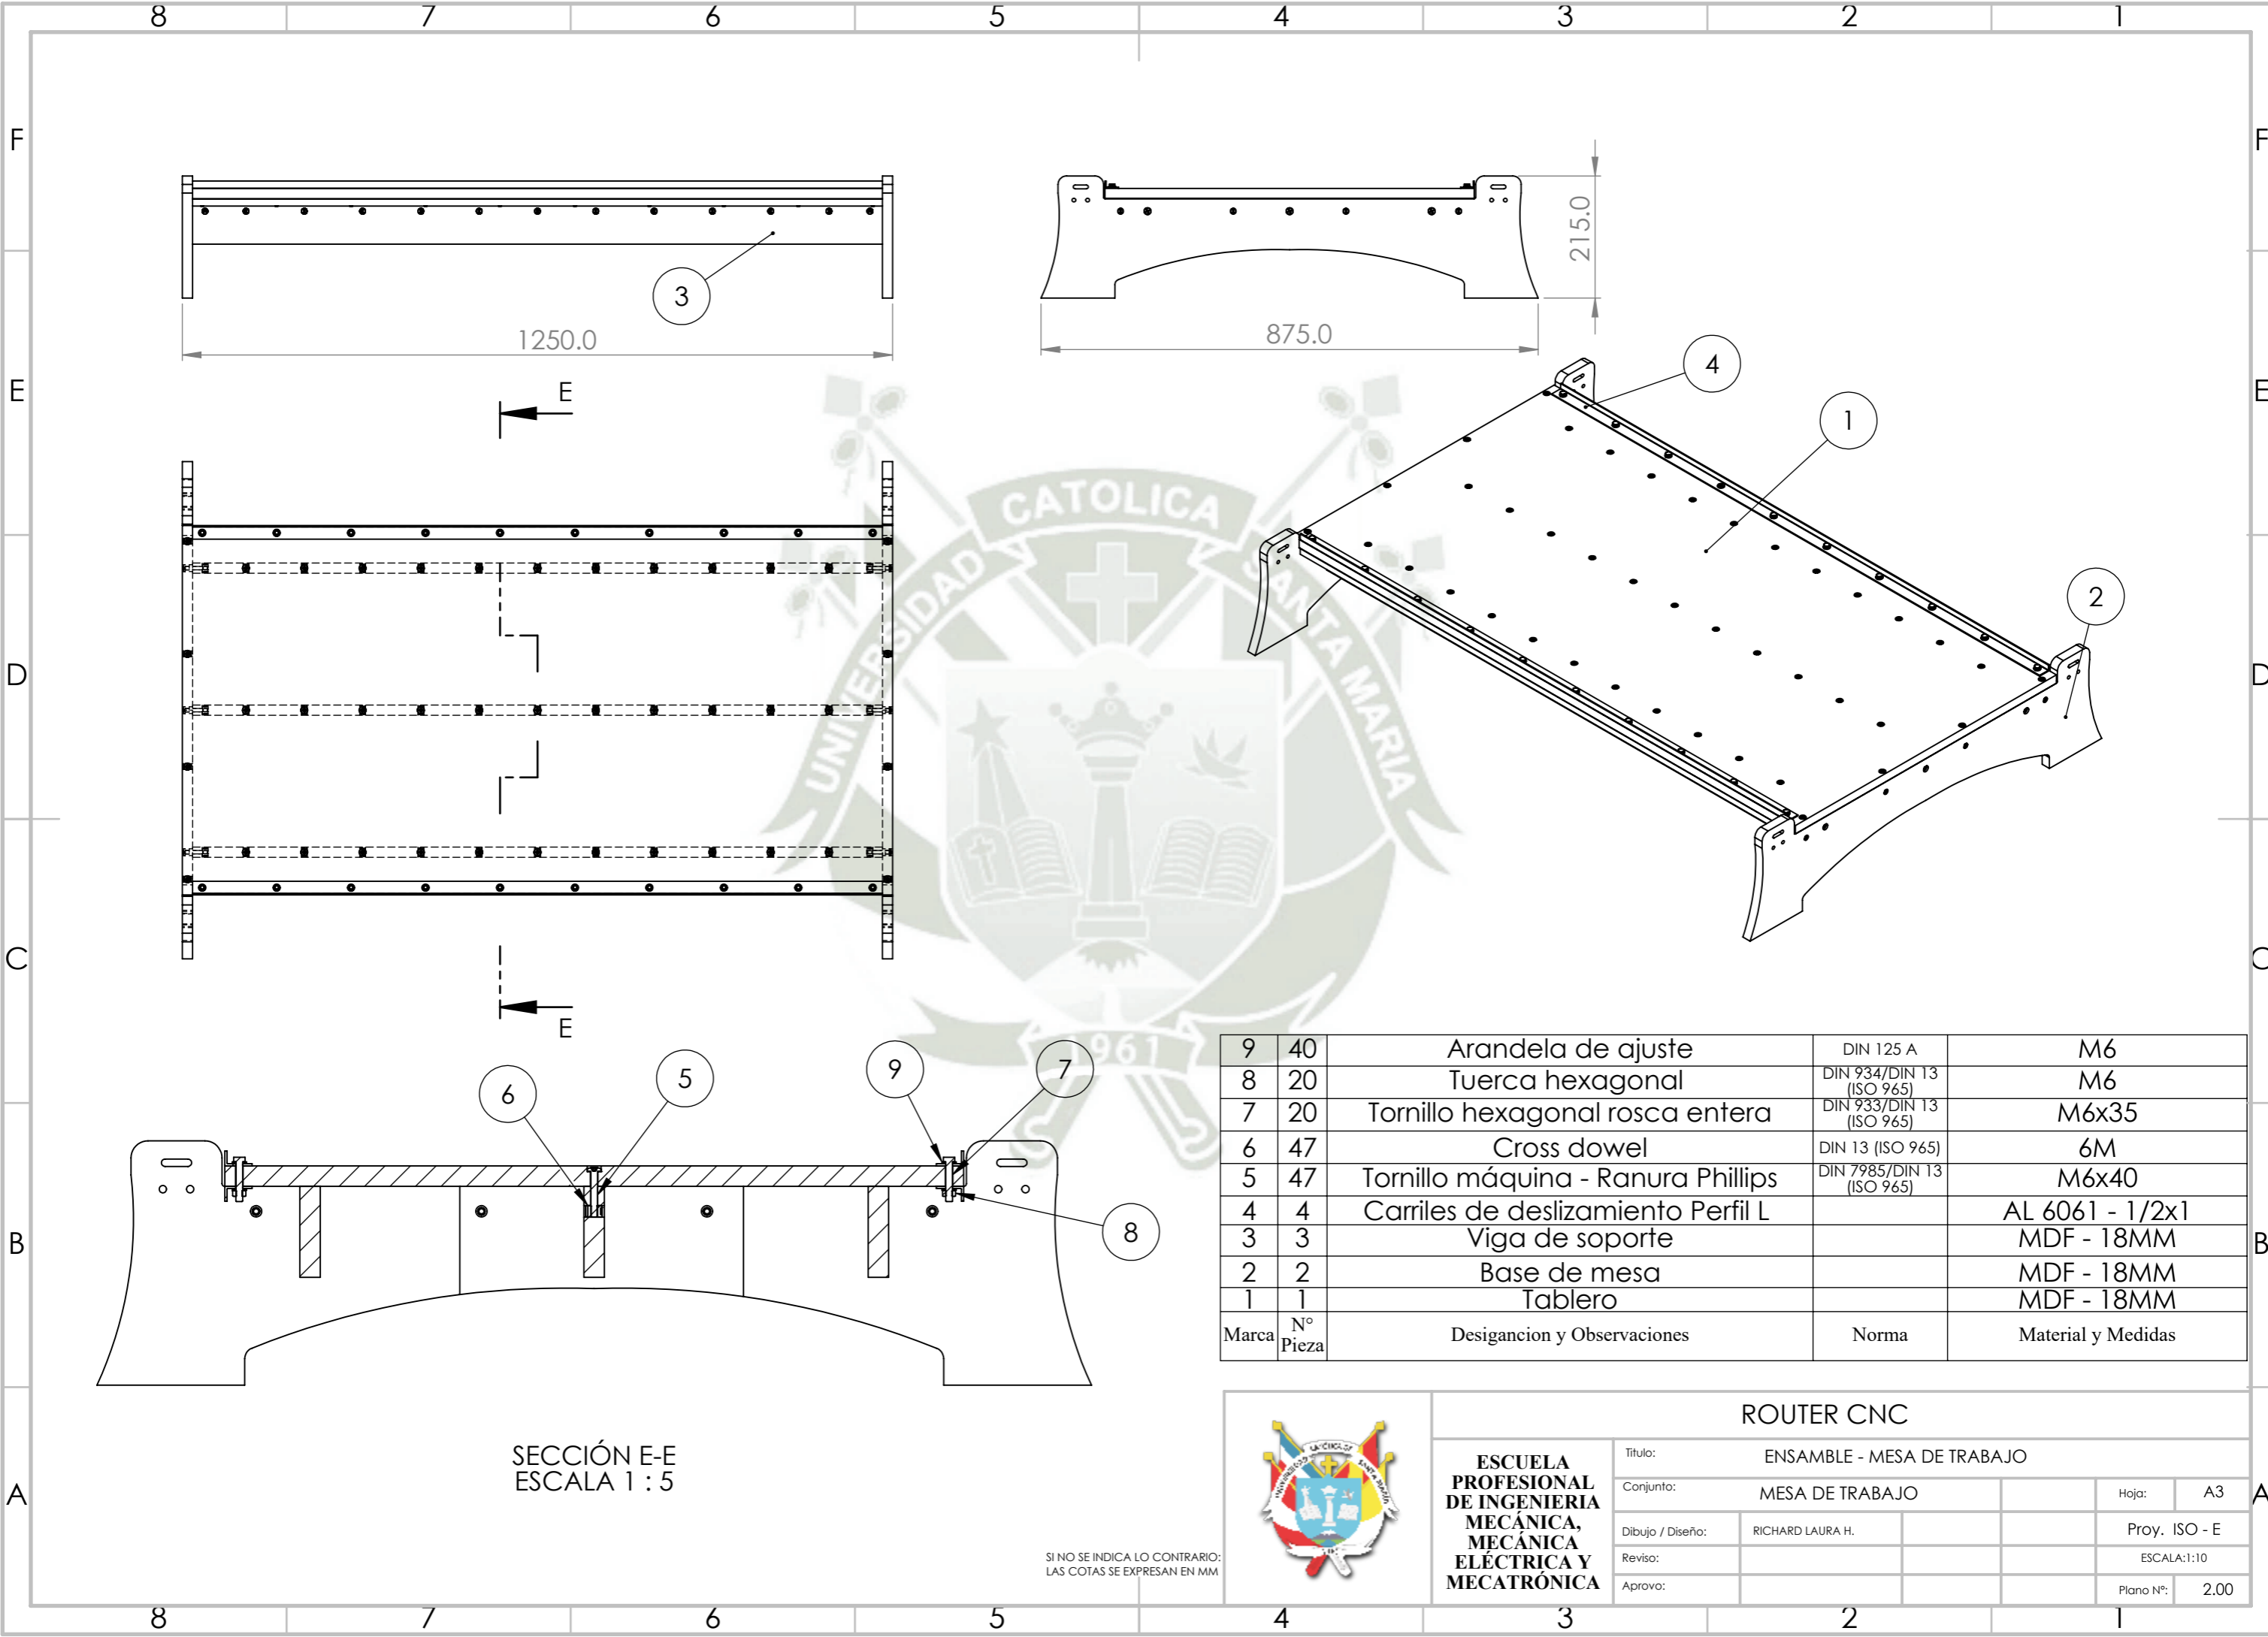 8 7 6 5 4 3 2 1
F F
215.0
3
1250.0
875.0
E E
E
4
1
2
D D
C C
E
CATOLICA
UNIVERSIDAD
SANTA MARIA
1961
6
5
9
7
8
B B
9 40 Arandela de ajuste DIN 125 A M6
8 20 Tuerca hexagonal DIN 934/DIN 13 (ISO 965) M6
7 20 Tornillo hexagonal rosca entera DIN 933/DIN 13 (ISO 965) M6x35
6 47 Cross dowel DIN 13 (ISO 965) 6M
5 47 Tornillo máquina - Ranura Phillips DIN 7985/DIN 13 (ISO 965) M6x40
4 4 Carriles de deslizamiento Perfil L AL 6061 - 1/2x1
3 3 Viga de soporte MDF - 18MM
2 2 Base de mesa MDF - 18MM
1 1 Tablero MDF - 18MM
Marca N° Pieza Desigancion y Observaciones Norma Material y Medidas
SECCIÓN E-E
ESCALA 1 : 5
A A
SI NO SE INDICA LO CONTRARIO:
LAS COTAS SE EXPRESAN EN MM
ROUTER CNC
ESCUELA
PROFESIONAL
DE INGENIERIA
MECÁNICA,
MECÁNICA
ELÉCTRICA Y
MECATRÓNICA
Titulo: ENSAMBLE - MESA DE TRABAJO
Conjunto: MESA DE TRABAJO Hoja: A3
Dibujo / Diseño: RICHARD LAURA H. Proy. ISO - E
Reviso: ESCALA:1:10
Aprovo: Plano Nº: 2.00
8 7 6 5 4 3 2 1